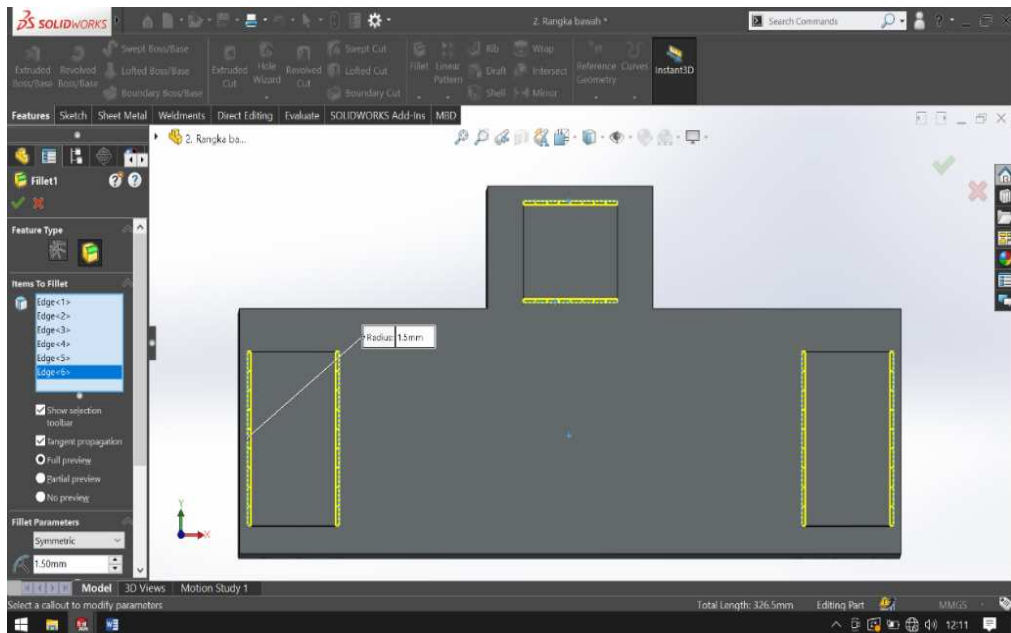 SOLIDWORKS
2. Rangka bawah *
Search Commands
Extruded Boss/Base
Revolved Boss/Base
Swept Boss/Base
Lofted Boss/Base
Boundary Boss/Base
Extruded Cut
Hole Wizard
Revolved Cut
Swept Cut
Lofted Cut
Boundary Cut
Fillet
Linear Pattern
Rib
Draft
Shell
Wrap
Intersect
Mirror
Reference Geometry
Curves
Instant3D
Features Sketch Sheet Metal Weldments Direct Editing Evaluate SOLIDWORKS Add-Ins MBD
2. Rangka ba...
Fillet1
Feature Type
Items To Fillet
Edge<1>
Edge<2>
Edge<3>
Edge<4>
Edge<5>
Edge<6>
Show selection
toolbar
Tangent propagation
Full preview
Partial preview
No preview
Fillet Parameters
Symmetric
1.50mm
Radius: 1.5mm
Y
X
Model 3D Views Motion Study 1
Select a callout to modify parameters
Total Length: 326.5mm Editing Part MMGS
12:11